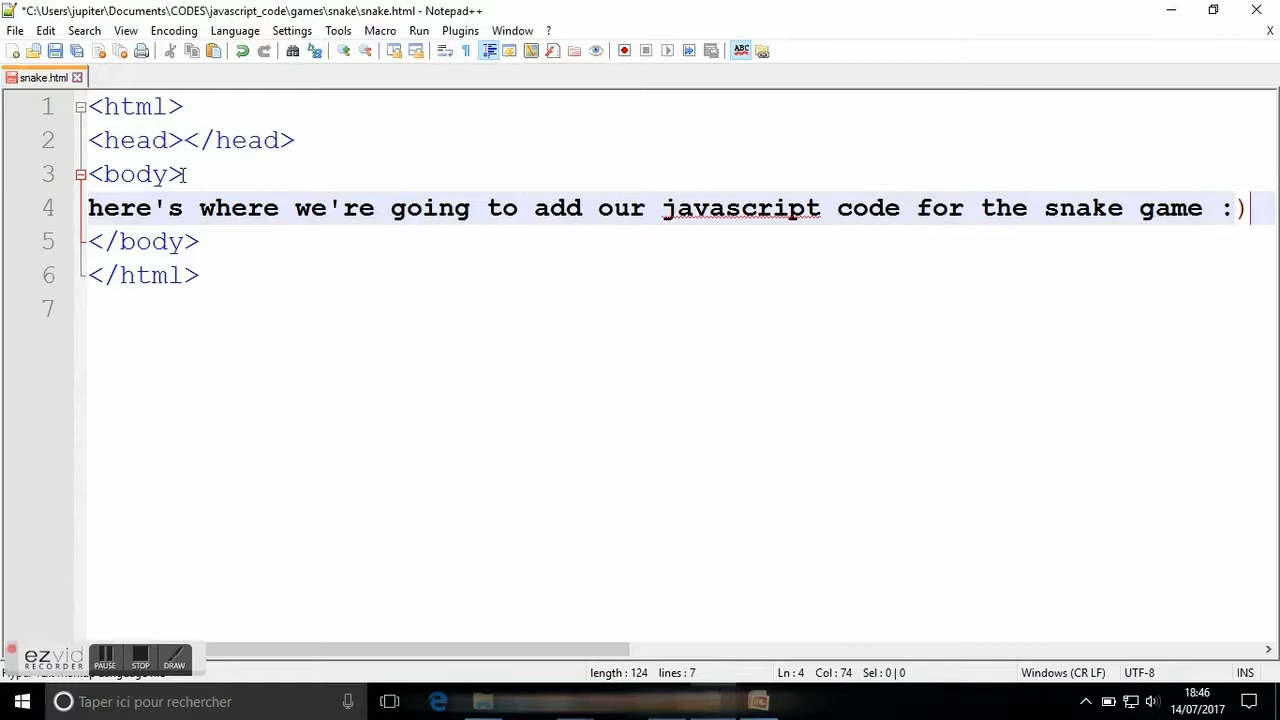 *C:\Users\jupiter\Documents\CODES\javascript_code\games\snake\snake.html - Notepad++
File Edit Search View Encoding Language Settings Tools Macro Run Plugins Window ? X
ABC
snake.html
1 <html>
2 <head></head>
3 <body>
4 here's where we're going to add our javascript code for the snake game :)
5 </body>
6 </html>
7
ezvid
RECORDER
PAUSE STOP DRAW
length : 124 lines : 7 Ln : 4 Col : 74 Sel : 0 | 0 Windows (CR LF) UTF-8 INS
Taper ici pour rechercher
18:46
14/07/2017